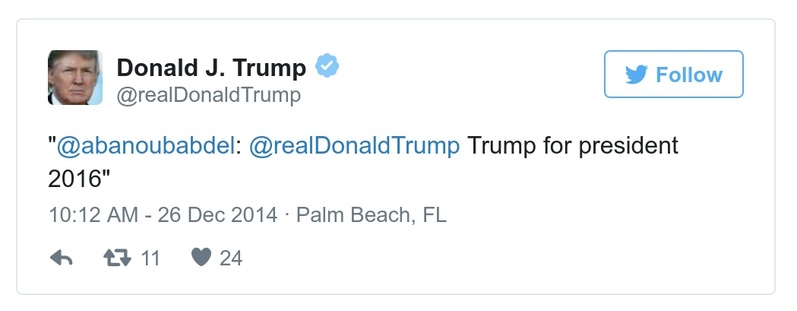 Donald J. Trump
@realDonaldTrump
Follow
"@abanoubabdel: @realDonaldTrump Trump for president
2016"
10:12 AM - 26 Dec 2014 · Palm Beach, FL
11 24